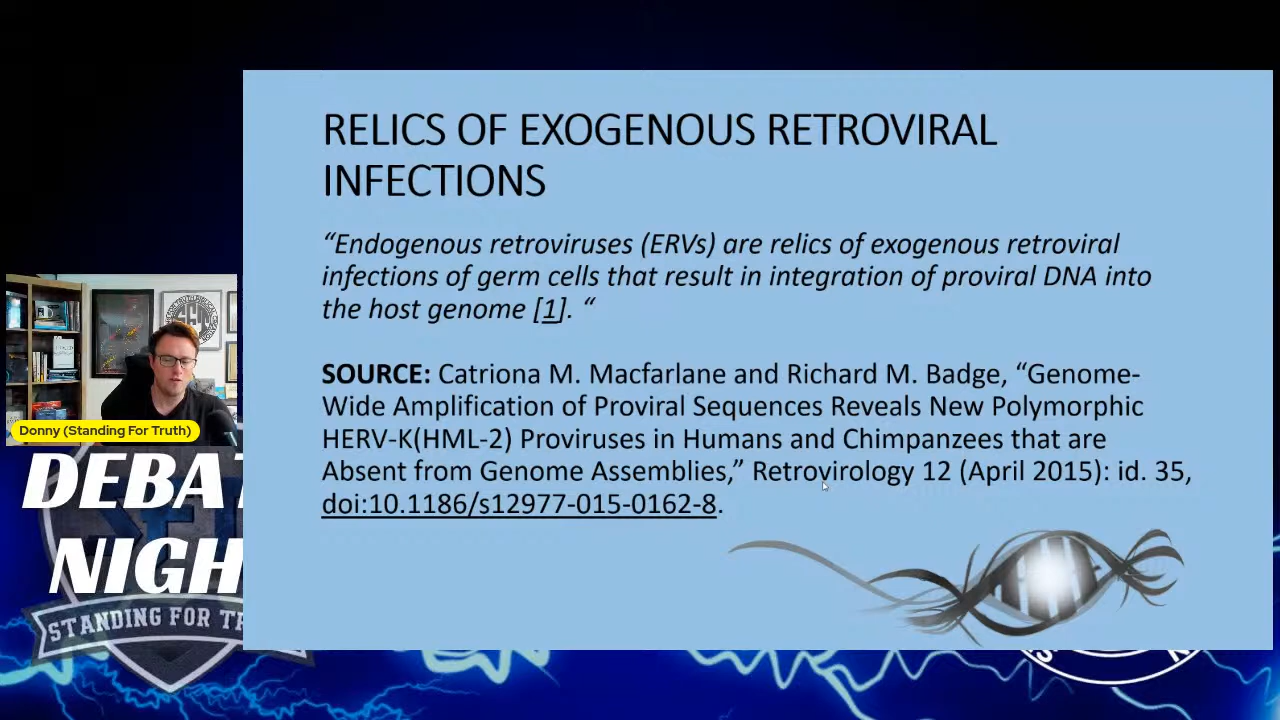 RELICS OF EXOGENOUS RETROVIRAL
INFECTIONS
“Endogenous retroviruses (ERVs) are relics of exogenous retroviral
infections of germ cells that result in integration of proviral DNA into
the host genome [1]. “
SOURCE: Catriona M. Macfarlane and Richard M. Badge, “Genome-
Wide Amplification of Proviral Sequences Reveals New Polymorphic
HERV-K(HML-2) Proviruses in Humans and Chimpanzees that are
Absent from Genome Assemblies,” Retrovirology 12 (April 2015): id. 35,
doi:10.1186/s12977-015-0162-8.
Donny (Standing For Truth)
DEBAT
NIGH
STANDING FOR TR